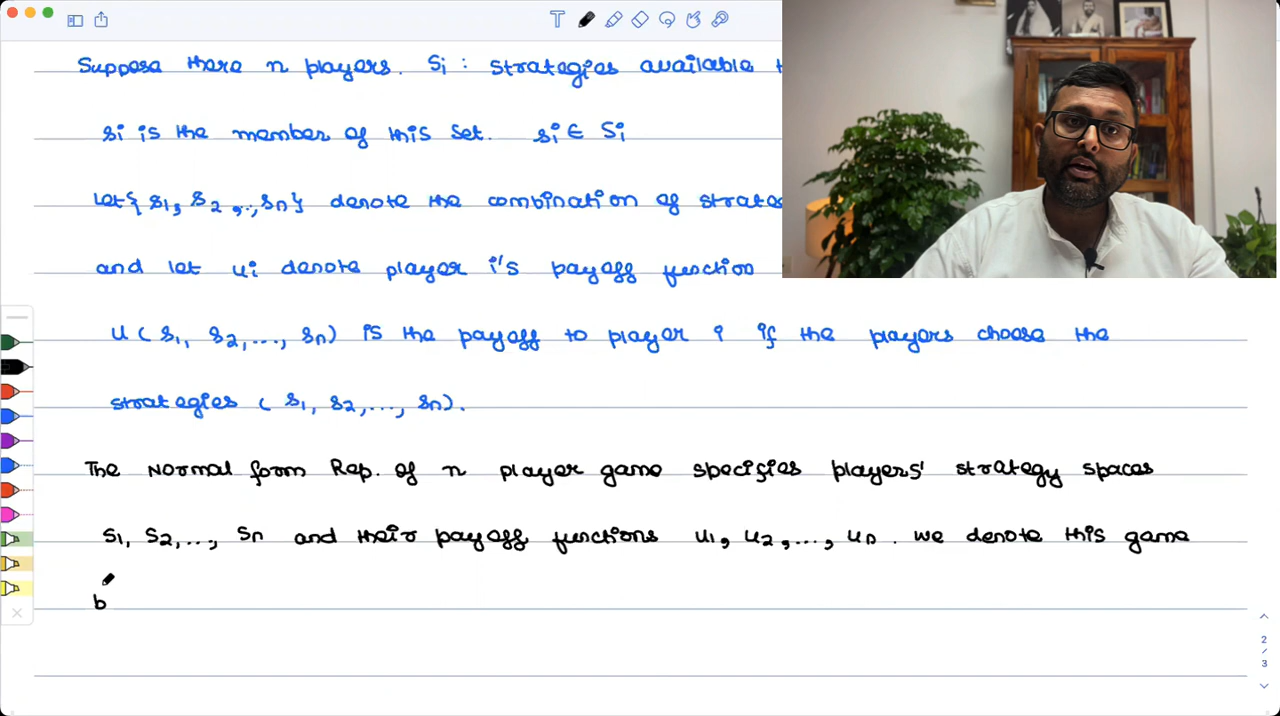 Suppose there n players. Si : strategies available
si is the member of this set. si ∈ Si
let {s1, s2, ..., sn} denote the combination of
and let ui denote player i's payoff function
u( s1, s2, ..., sn) is the payoff to player i if the players choose the
strategies ( s1, s2, ..., sn).
The Normal form Rep. of n player game specifies players' strategy spaces
S1, S2, ..., Sn and their payoff functions u1, u2, ..., un. we denote this game
b
2
/
3